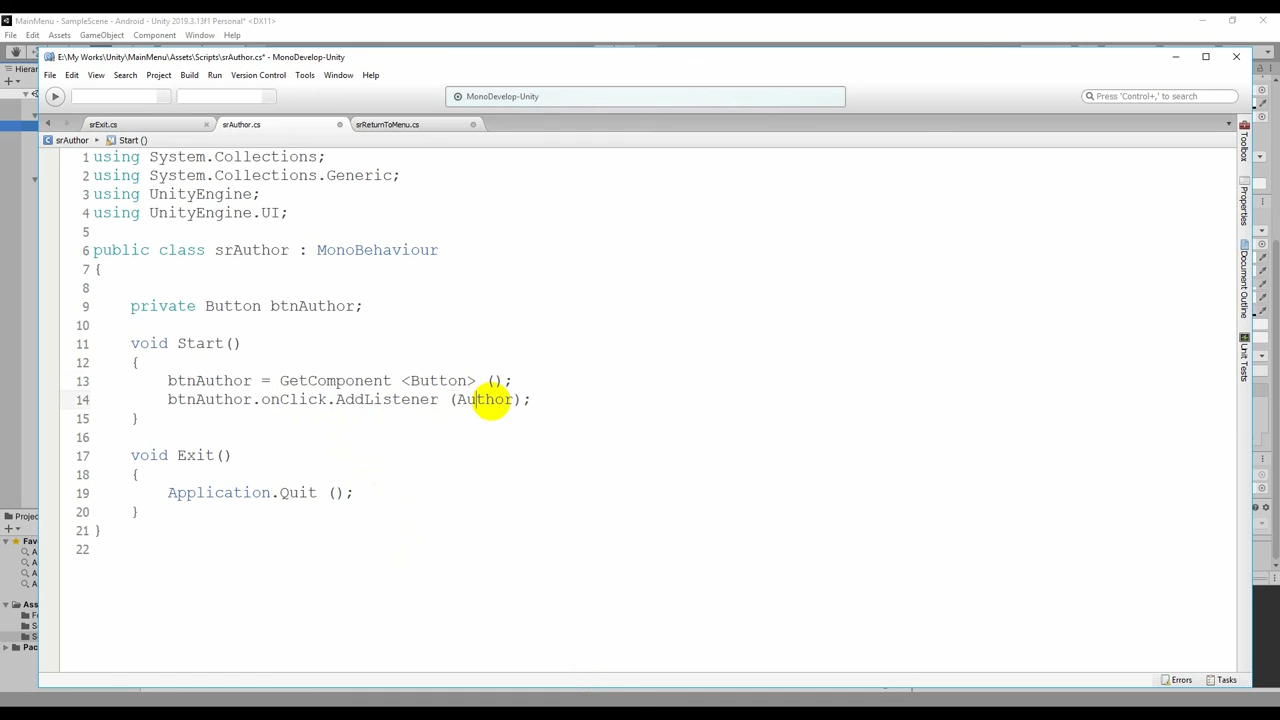 MainMenu - SampleScene - Android - Unity 2019.3.13f1 Personal* <DX11>
File Edit Assets GameObject Component Window Help
E:\My Works\Unity\MainMenu\Assets\Scripts\srAuthor.cs* - MonoDevelop-Unity
File Edit View Search Project Build Run Version Control Tools Window Help
MonoDevelop-Unity
Press 'Control+,' to search
srExit.cs srAuthor.cs srReturnToMenu.cs
srAuthor Start ()
1 using System.Collections;
2 using System.Collections.Generic;
3 using UnityEngine;
4 using UnityEngine.UI;
5
6 public class srAuthor : MonoBehaviour
7 {
8
9 private Button btnAuthor;
10
11 void Start()
12 {
13 btnAuthor = GetComponent <Button> ();
14 btnAuthor.onClick.AddListener (Author);
15 }
16
17 void Exit()
18 {
19 Application.Quit ();
20 }
21 }
22
Toolbox
Properties
Document Outline
Unit Tests
Hierar
Projec
Fav
A
A
A
A
Ass
Fo
S
S
Pac
Errors Tasks